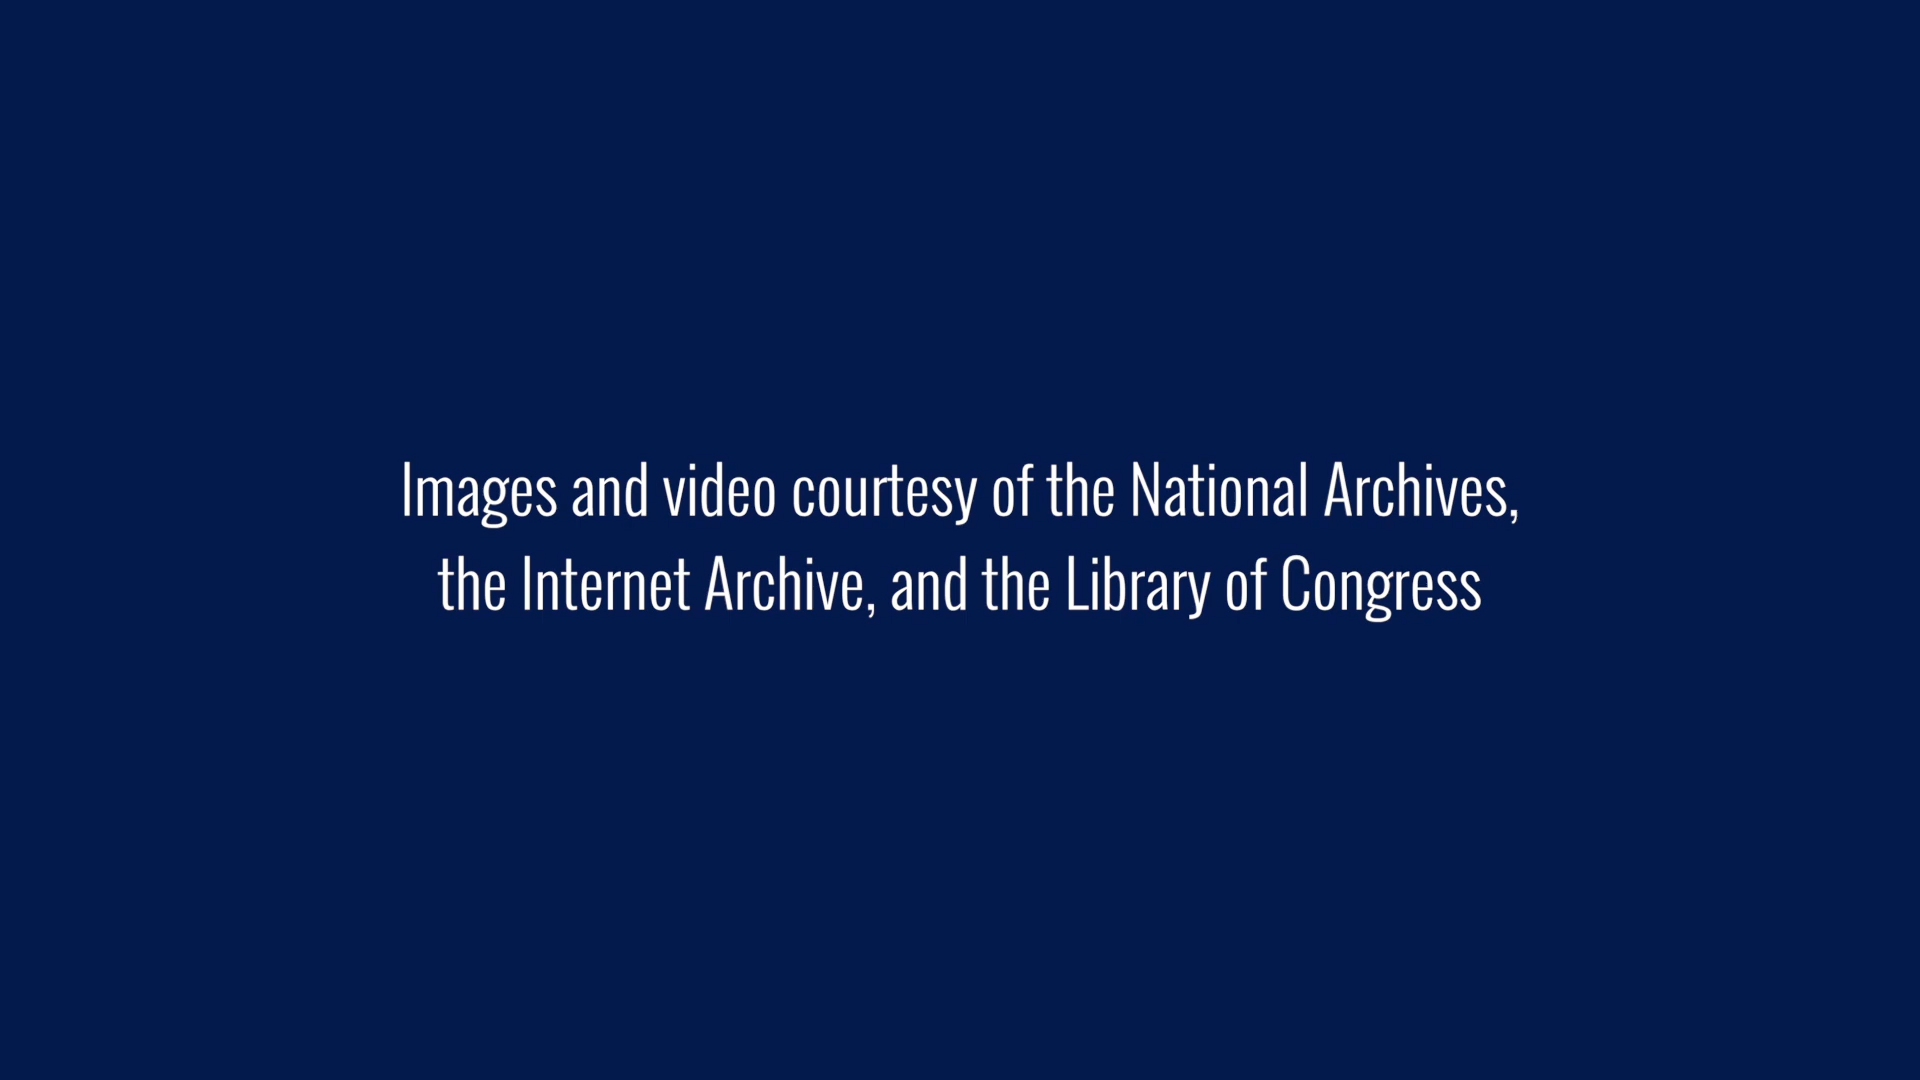 Images and video courtesy of the National Archives,
the Internet Archive, and the Library of Congress